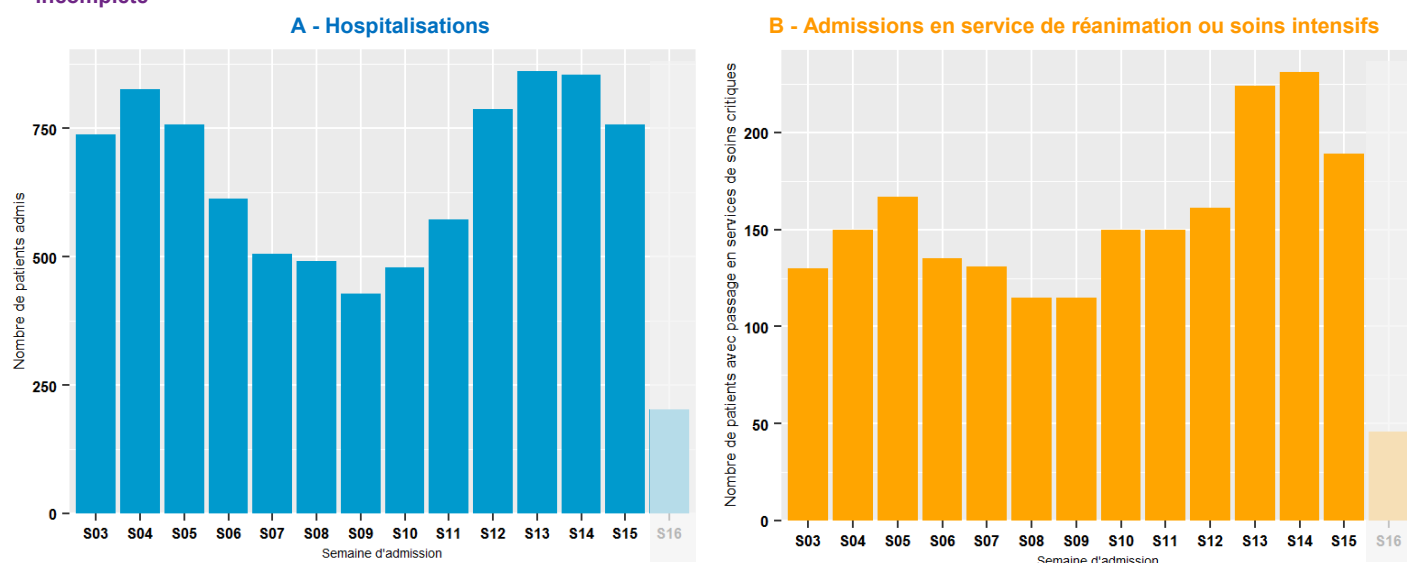 incomplète
A - Hospitalisations
B - Admissions en service de réanimation ou soins intensifs
Nombre de patients admis
750
500
250
0
S03 S04 S05 S06 S07 S08 S09 S10 S11 S12 S13 S14 S15 S16
Semaine d'admission
Nombre de patients avec passage en services de soins critiques
200
150
100
50
0
S03 S04 S05 S06 S07 S08 S09 S10 S11 S12 S13 S14 S15 S16
Semaine d'admission